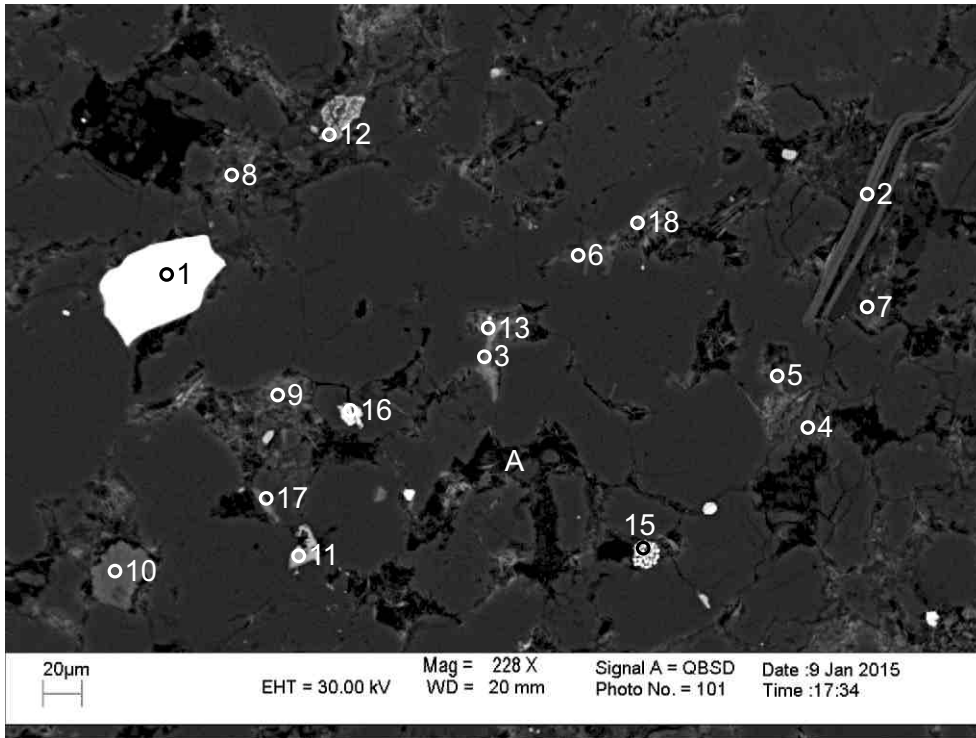 12
8
2
18
6
1
7
13
3
5
9
16
4
A
17
15
11
10
20µm
EHT = 30.00 kV
Mag = 228 X
WD = 20 mm
Signal A = QBSD
Photo No. = 101
Date :9 Jan 2015
Time :17:34